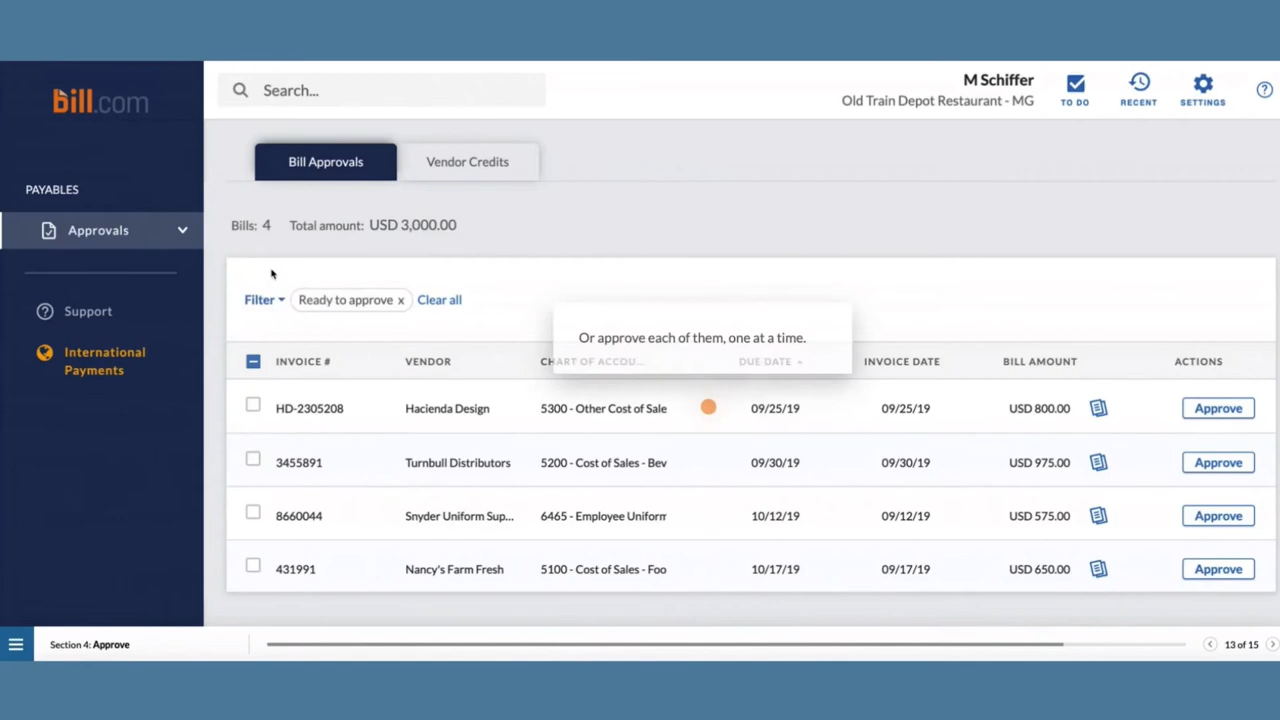 bill.com
Search...
M Schiffer
Old Train Depot Restaurant - MG
TO DO
RECENT
SETTINGS
PAYABLES
Approvals
Support
International
Payments
Bill Approvals
Vendor Credits
Bills: 4 Total amount: USD 3,000.00
Filter Ready to approve x Clear all
Or approve each of them, one at a time.
INVOICE # VENDOR CHART OF ACCOU... DUE DATE INVOICE DATE BILL AMOUNT ACTIONS
HD-2305208 Hacienda Design 5300 - Other Cost of Sale 09/25/19 09/25/19 USD 800.00 Approve
3455891 Turnbull Distributors 5200 - Cost of Sales - Bev 09/30/19 09/30/19 USD 975.00 Approve
8660044 Snyder Uniform Sup... 6465 - Employee Uniform 10/12/19 09/12/19 USD 575.00 Approve
431991 Nancy's Farm Fresh 5100 - Cost of Sales - Foo 10/17/19 09/17/19 USD 650.00 Approve
Section 4: Approve
13 of 15